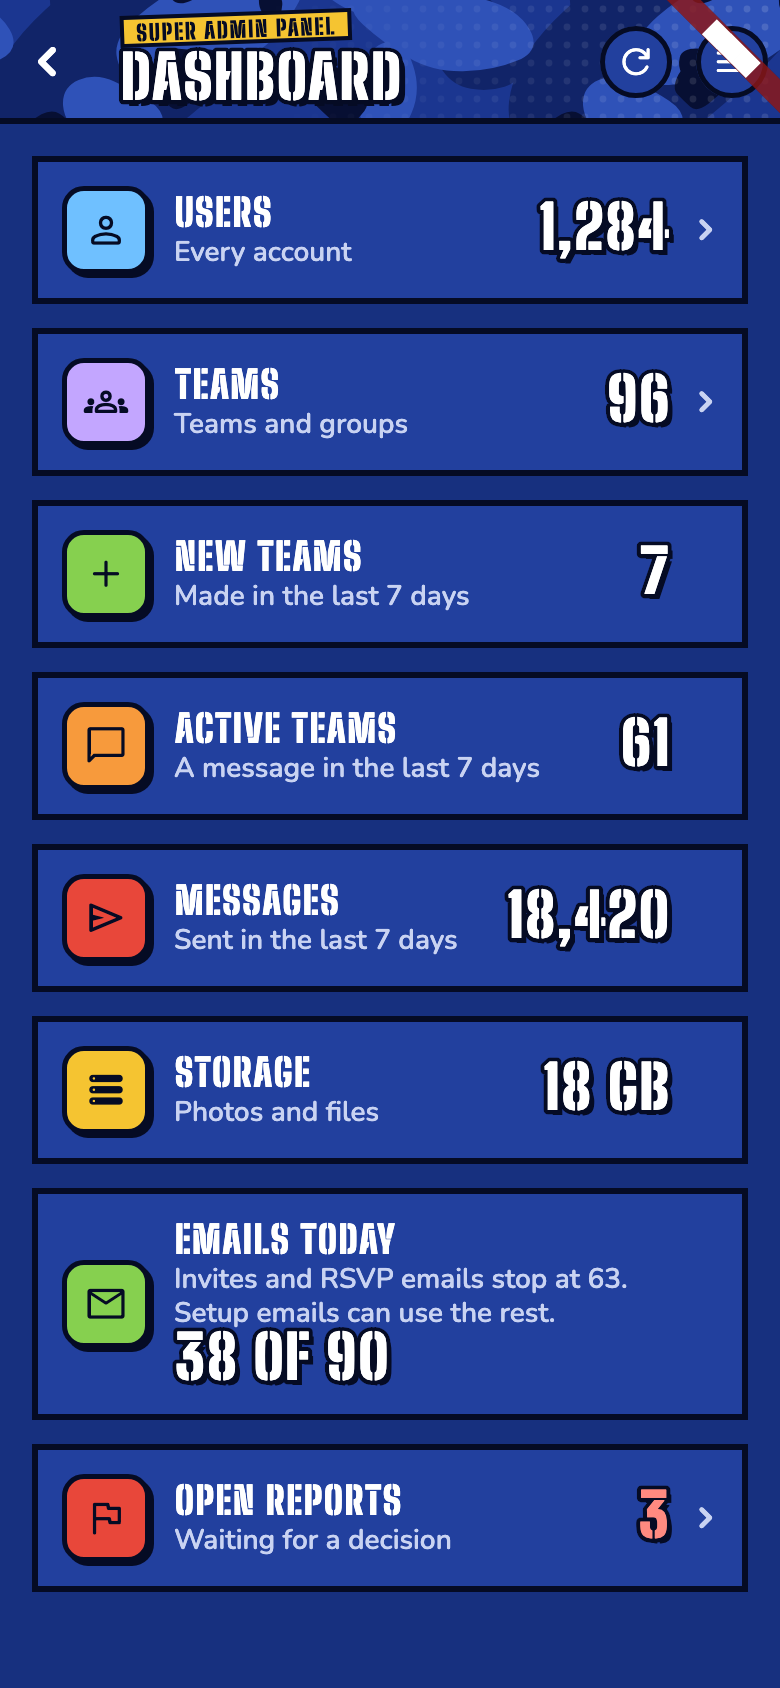 SUPER ADMIN PANEL
DASHBOARD
USERS
Every account
1,284
TEAMS
Teams and groups
96
NEW TEAMS
Made in the last 7 days
7
ACTIVE TEAMS
A message in the last 7 days
61
MESSAGES
Sent in the last 7 days
18,420
STORAGE
Photos and files
18 GB
EMAILS TODAY
Invites and RSVP emails stop at 63.
Setup emails can use the rest.
38 OF 90
OPEN REPORTS
Waiting for a decision
3